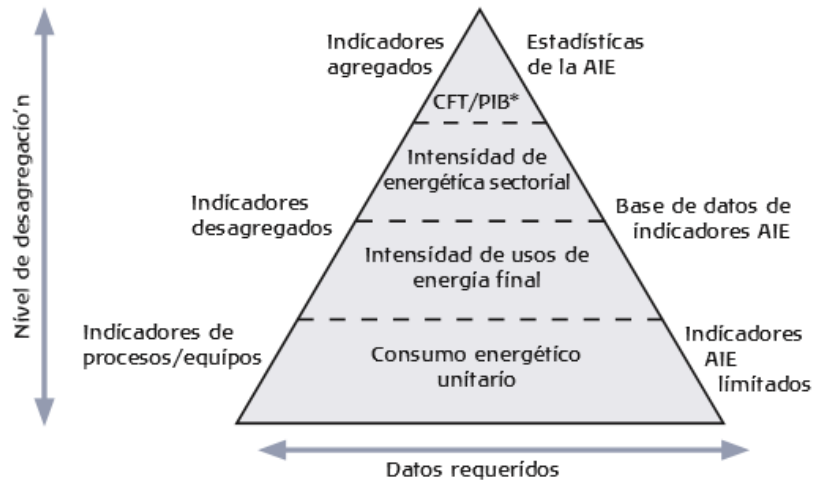 Indicadores
agregados
Estadísticas
de la AIE
CFT/PIB*
Intensidad de
energética sectorial
Indicadores
desagregados
Base de datos de
indicadores AIE
Intensidad de usos de
energía final
Indicadores de
procesos/equipos
Indicadores
AIE
limitados
Consumo energético
unitario
Nivel de desagregacio'n
Datos requeridos